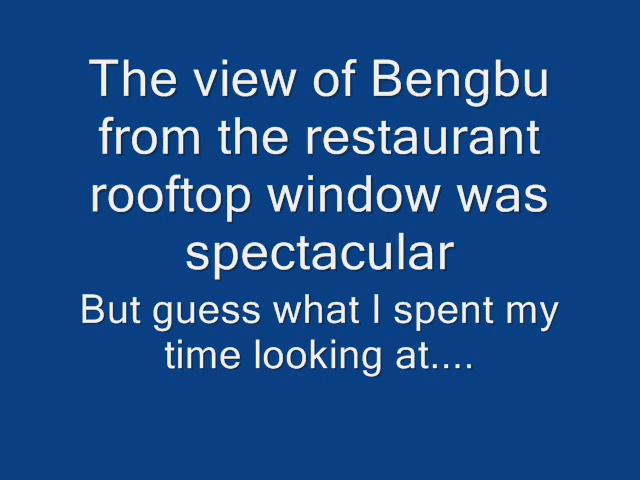 The view of Bengbu
from the restaurant
rooftop window was
spectacular
But guess what I spent my
time looking at....